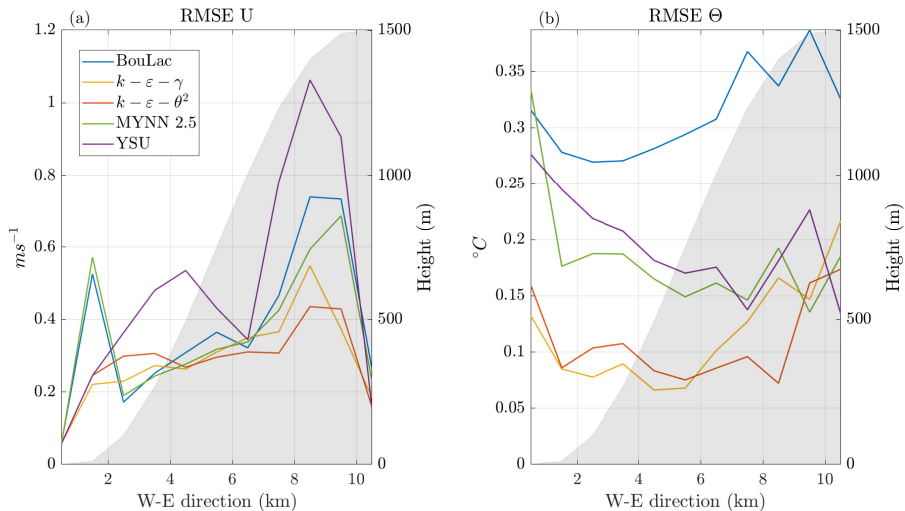 (a) RMSE U
1.2
1
0.8
0.6
0.4
0.2
0
ms⁻¹
BouLac
k − ε − γ
k − ε − θ²
MYNN 2.5
YSU
1500
1000
500
0
Height (m)
2 4 6 8 10
W-E direction (km)
(b) RMSE Θ
0.35
0.3
0.25
0.2
0.15
0.1
0.05
0
°C
1500
1000
500
0
Height (m)
2 4 6 8 10
W-E direction (km)